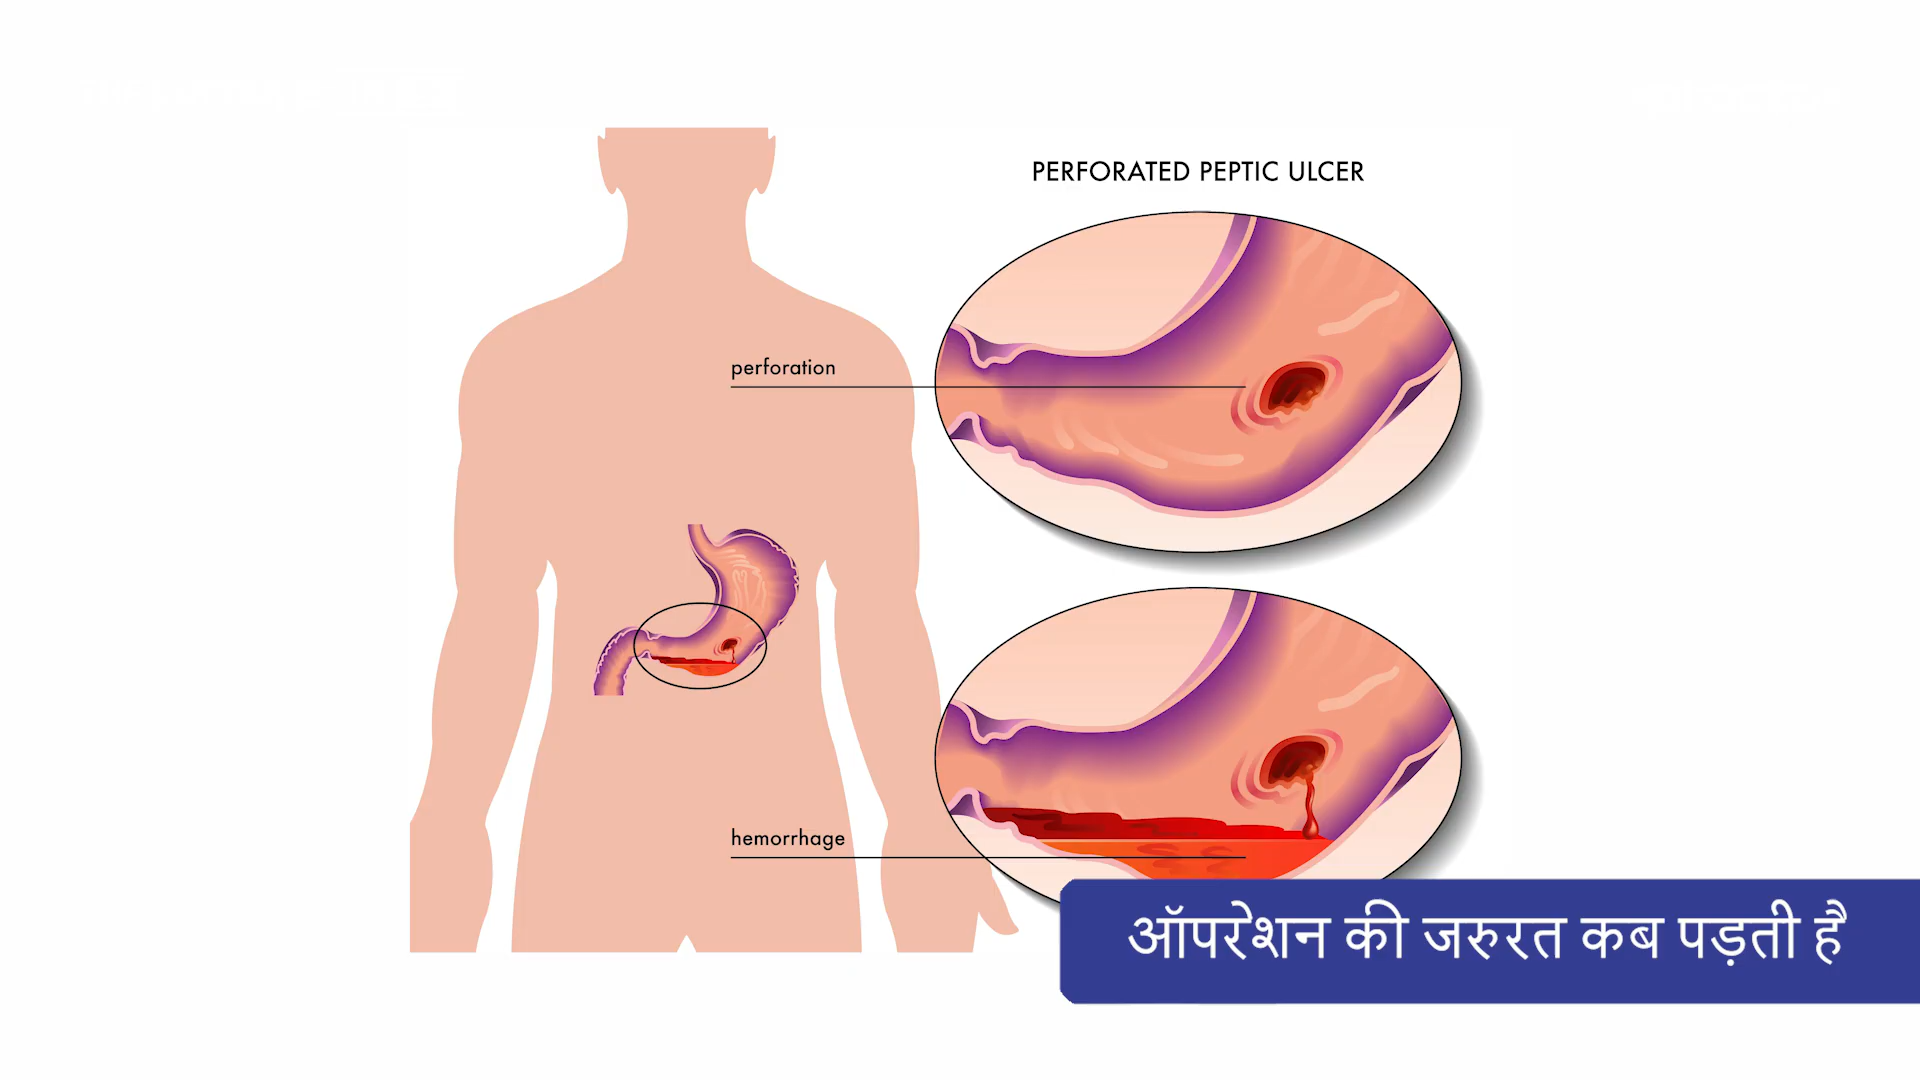 PERFORATED PEPTIC ULCER
perforation
hemorrhage
ऑपरेशन की जरुरत कब पड़ती है